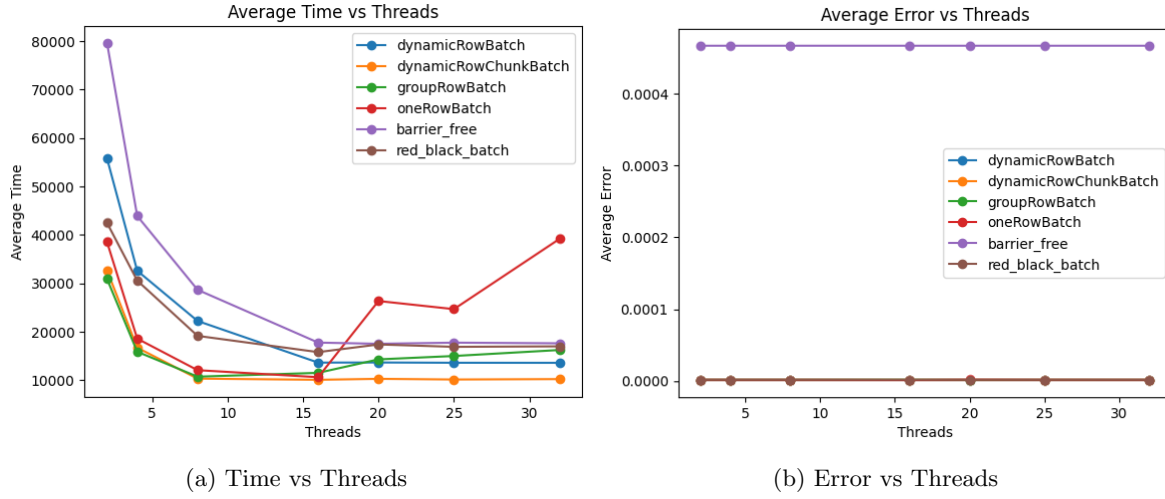 Average Time vs Threads
Average Time
80000
70000
60000
50000
40000
30000
20000
10000
5
10
15
20
25
30
Threads
dynamicRowBatch
dynamicRowChunkBatch
groupRowBatch
oneRowBatch
barrier_free
red_black_batch
(a) Time vs Threads
Average Error vs Threads
Average Error
0.0004
0.0003
0.0002
0.0001
0.0000
5
10
15
20
25
30
Threads
dynamicRowBatch
dynamicRowChunkBatch
groupRowBatch
oneRowBatch
barrier_free
red_black_batch
(b) Error vs Threads